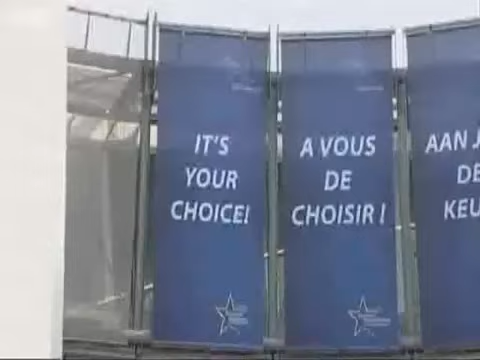 IT'S
YOUR
CHOICE!
A VOUS
DE
CHOISIR !
AAN J
DE
KEU